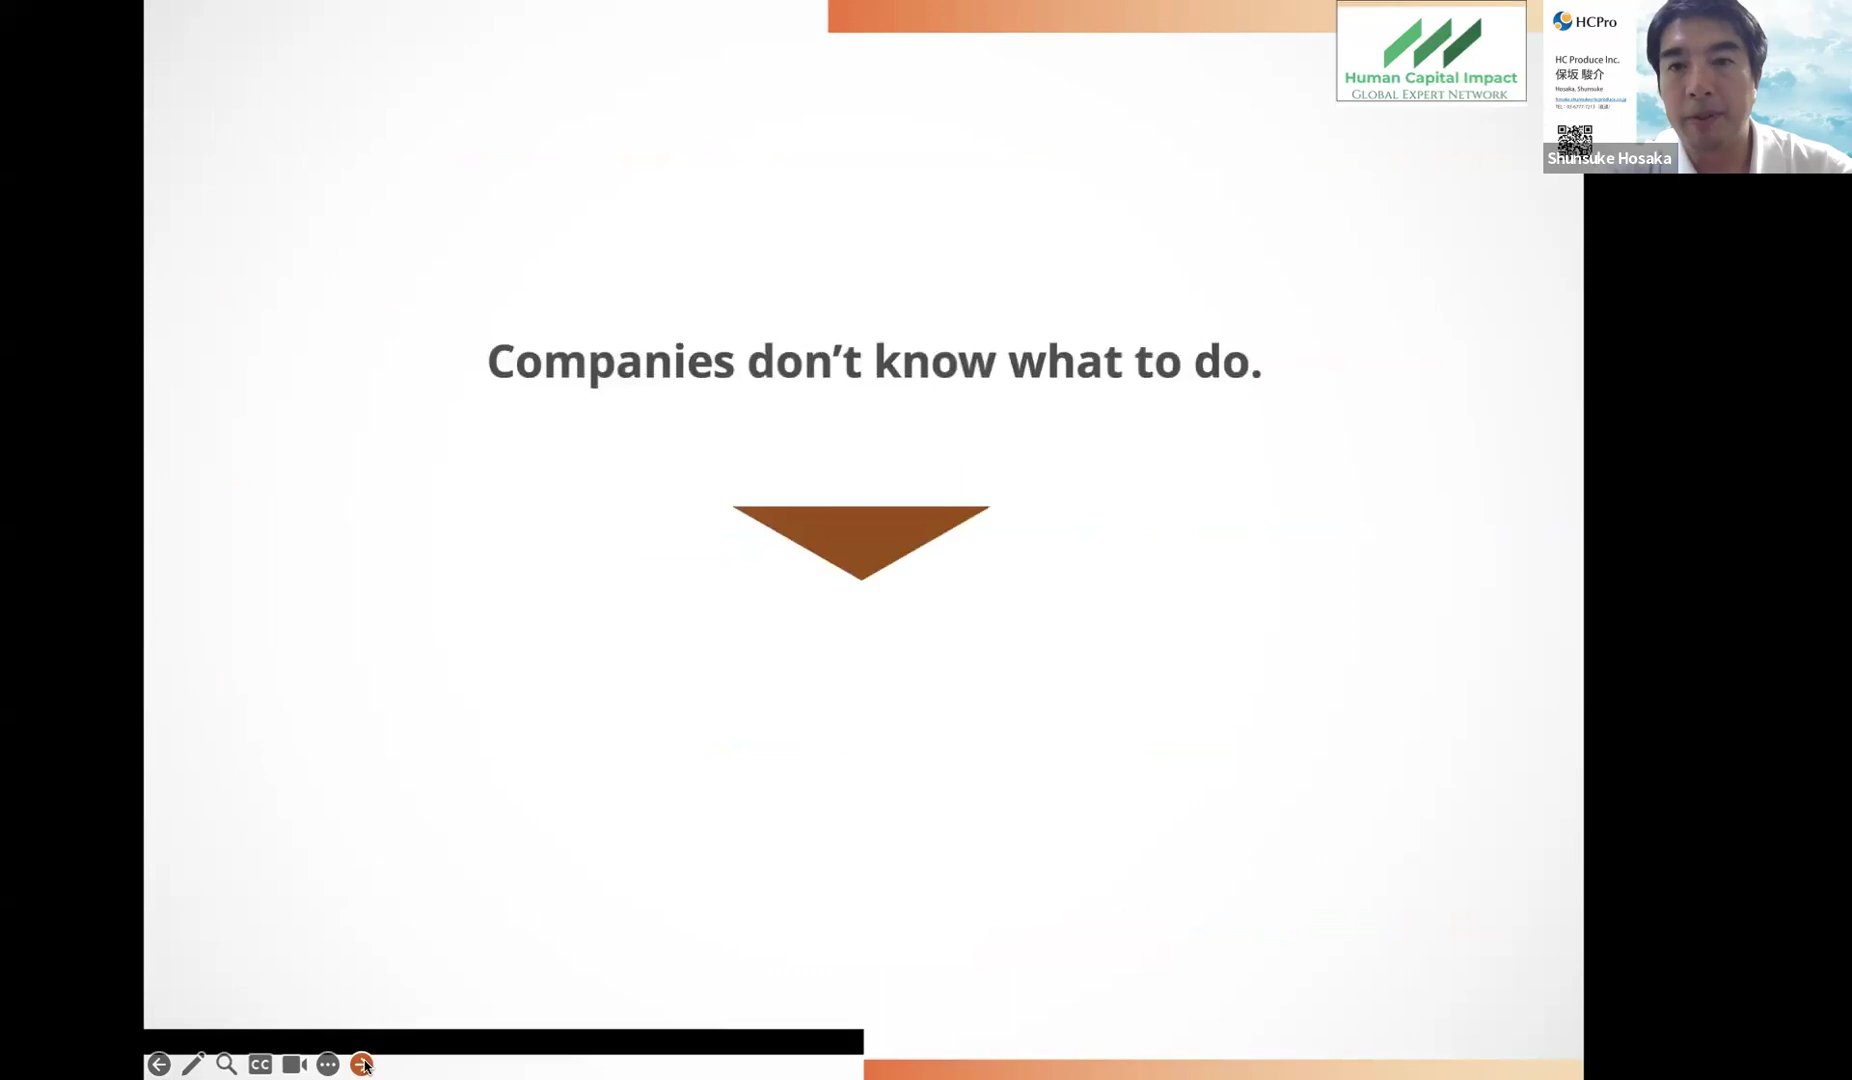 Human Capital Impact
GLOBAL EXPERT NETWORK
HCPro
HC Produce Inc.
保坂 駿介
Hosaka, Shunsuke
Shunsuke Hosaka
Companies don’t know what to do.
CC